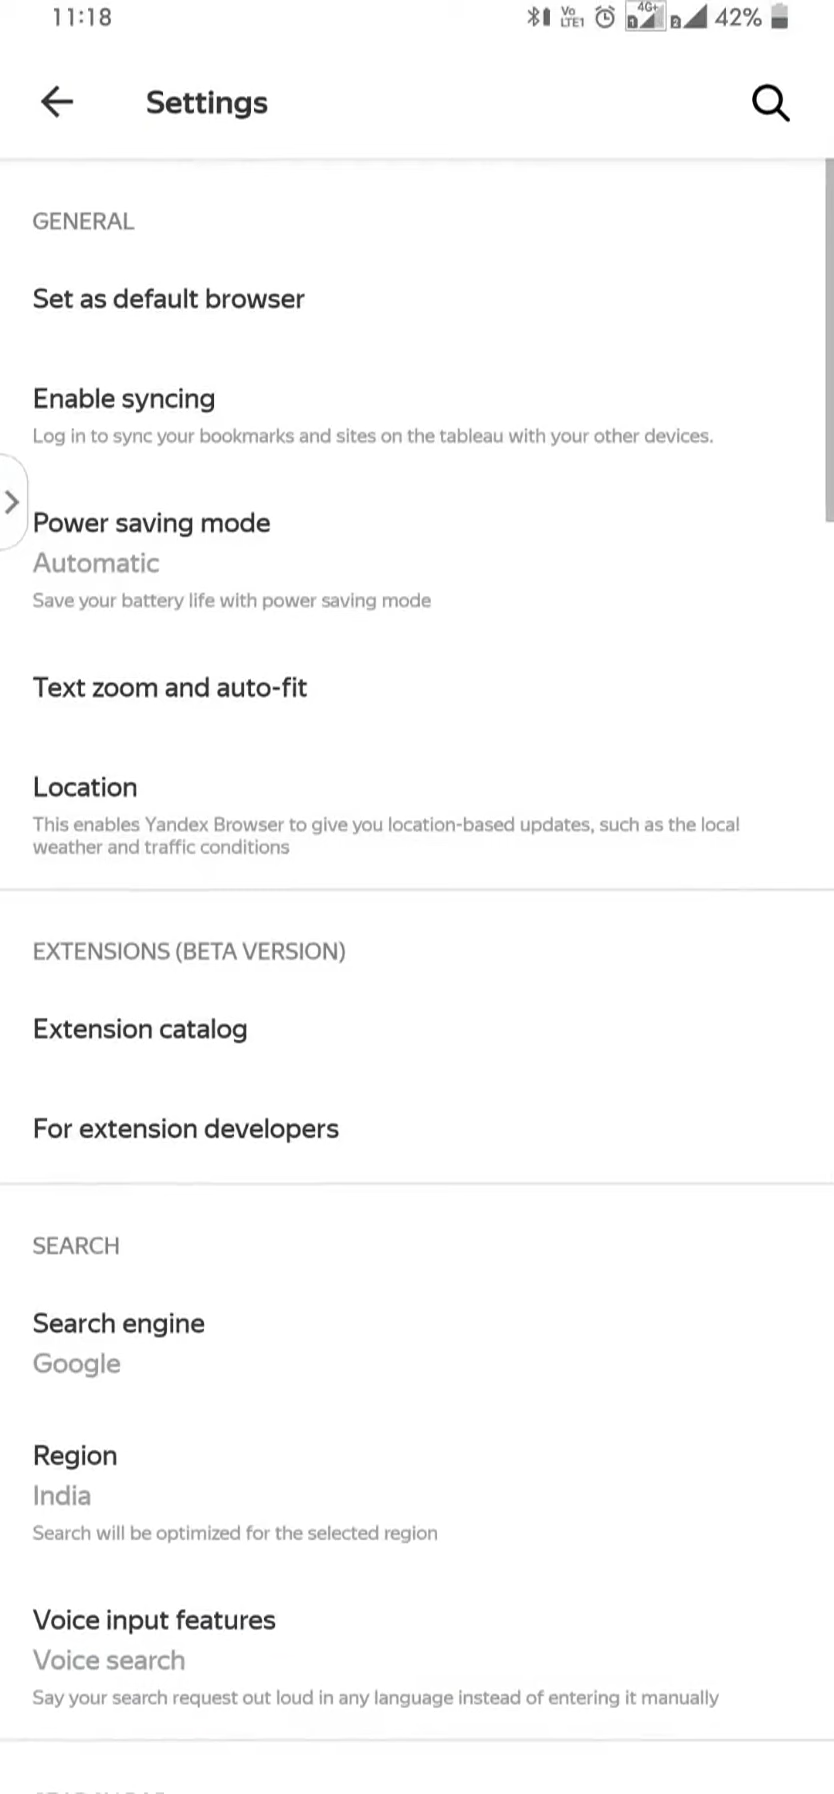 11:18
Vo
LTE1
4G+
1
2
42%
Settings
GENERAL
Set as default browser
Enable syncing
Log in to sync your bookmarks and sites on the tableau with your other devices.
Power saving mode
Automatic
Save your battery life with power saving mode
Text zoom and auto-fit
Location
This enables Yandex Browser to give you location-based updates, such as the local
weather and traffic conditions
EXTENSIONS (BETA VERSION)
Extension catalog
For extension developers
SEARCH
Search engine
Google
Region
India
Search will be optimized for the selected region
Voice input features
Voice search
Say your search request out loud in any language instead of entering it manually